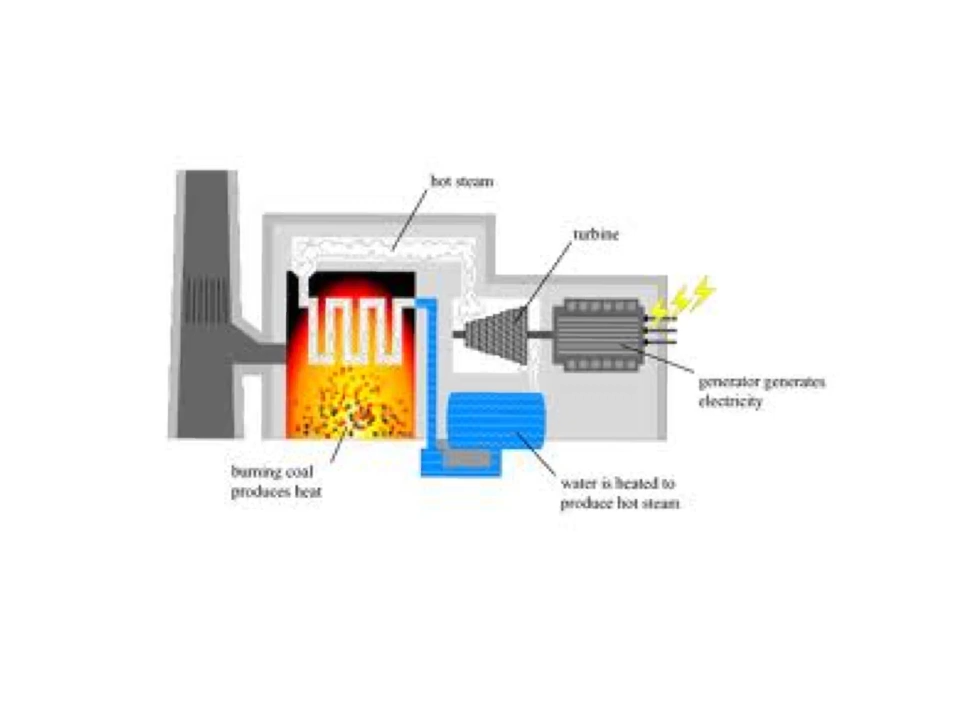 hot steam
turbine
generator generates
electricity
burning coal
produces heat
water is heated to
produce hot steam